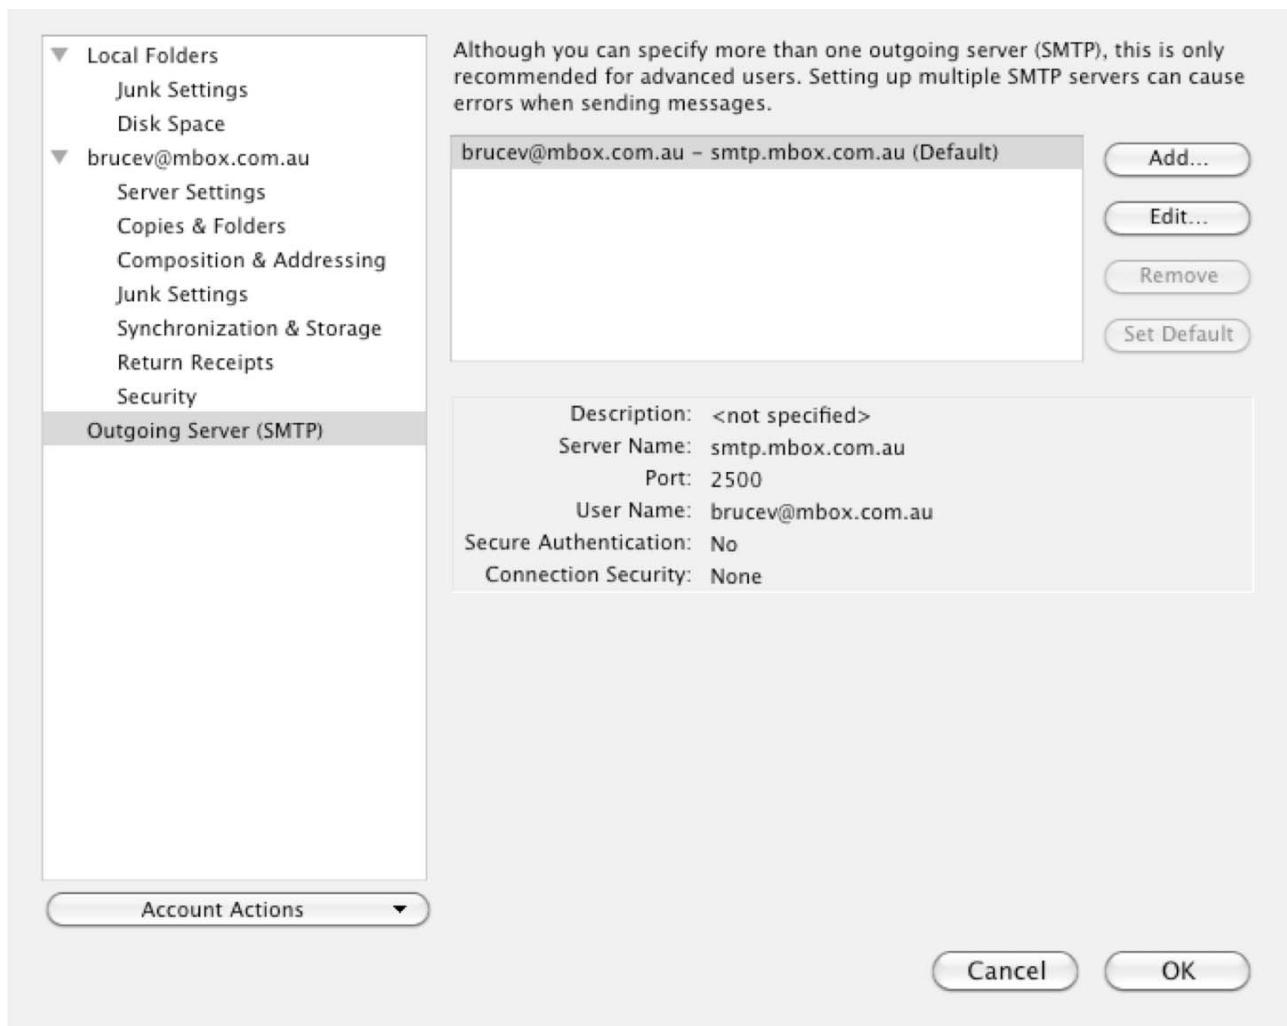 Local Folders
Junk Settings
Disk Space
brucev@mbox.com.au
Server Settings
Copies & Folders
Composition & Addressing
Junk Settings
Synchronization & Storage
Return Receipts
Security
Outgoing Server (SMTP)
Account Actions
Although you can specify more than one outgoing server (SMTP), this is only
recommended for advanced users. Setting up multiple SMTP servers can cause
errors when sending messages.
brucev@mbox.com.au – smtp.mbox.com.au (Default)
Add...
Edit...
Remove
Set Default
Description: <not specified>
Server Name: smtp.mbox.com.au
Port: 2500
User Name: brucev@mbox.com.au
Secure Authentication: No
Connection Security: None
Cancel
OK